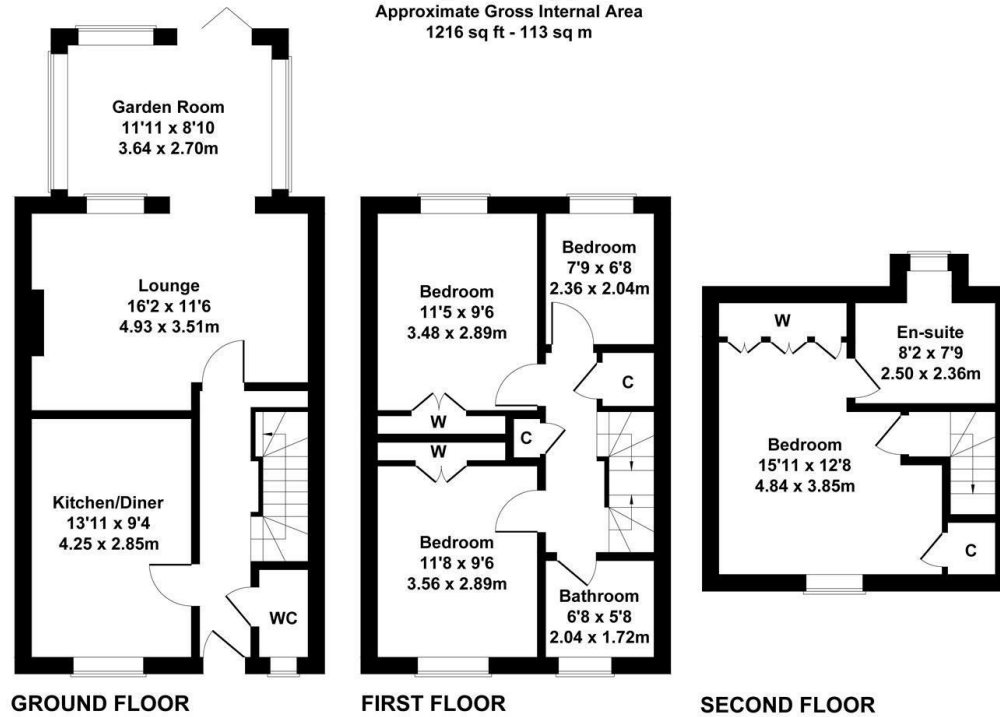 Approximate Gross Internal Area
1216 sq ft - 113 sq m
Garden Room
11'11 x 8'10
3.64 x 2.70m
Lounge
16'2 x 11'6
4.93 x 3.51m
Kitchen/Diner
13'11 x 9'4
4.25 x 2.85m
WC
GROUND FLOOR
Bedroom
11'5 x 9'6
3.48 x 2.89m
Bedroom
7'9 x 6'8
2.36 x 2.04m
C
W
C
W
Bedroom
11'8 x 9'6
3.56 x 2.89m
Bathroom
6'8 x 5'8
2.04 x 1.72m
FIRST FLOOR
W
En-suite
8'2 x 7'9
2.50 x 2.36m
Bedroom
15'11 x 12'8
4.84 x 3.85m
C
SECOND FLOOR